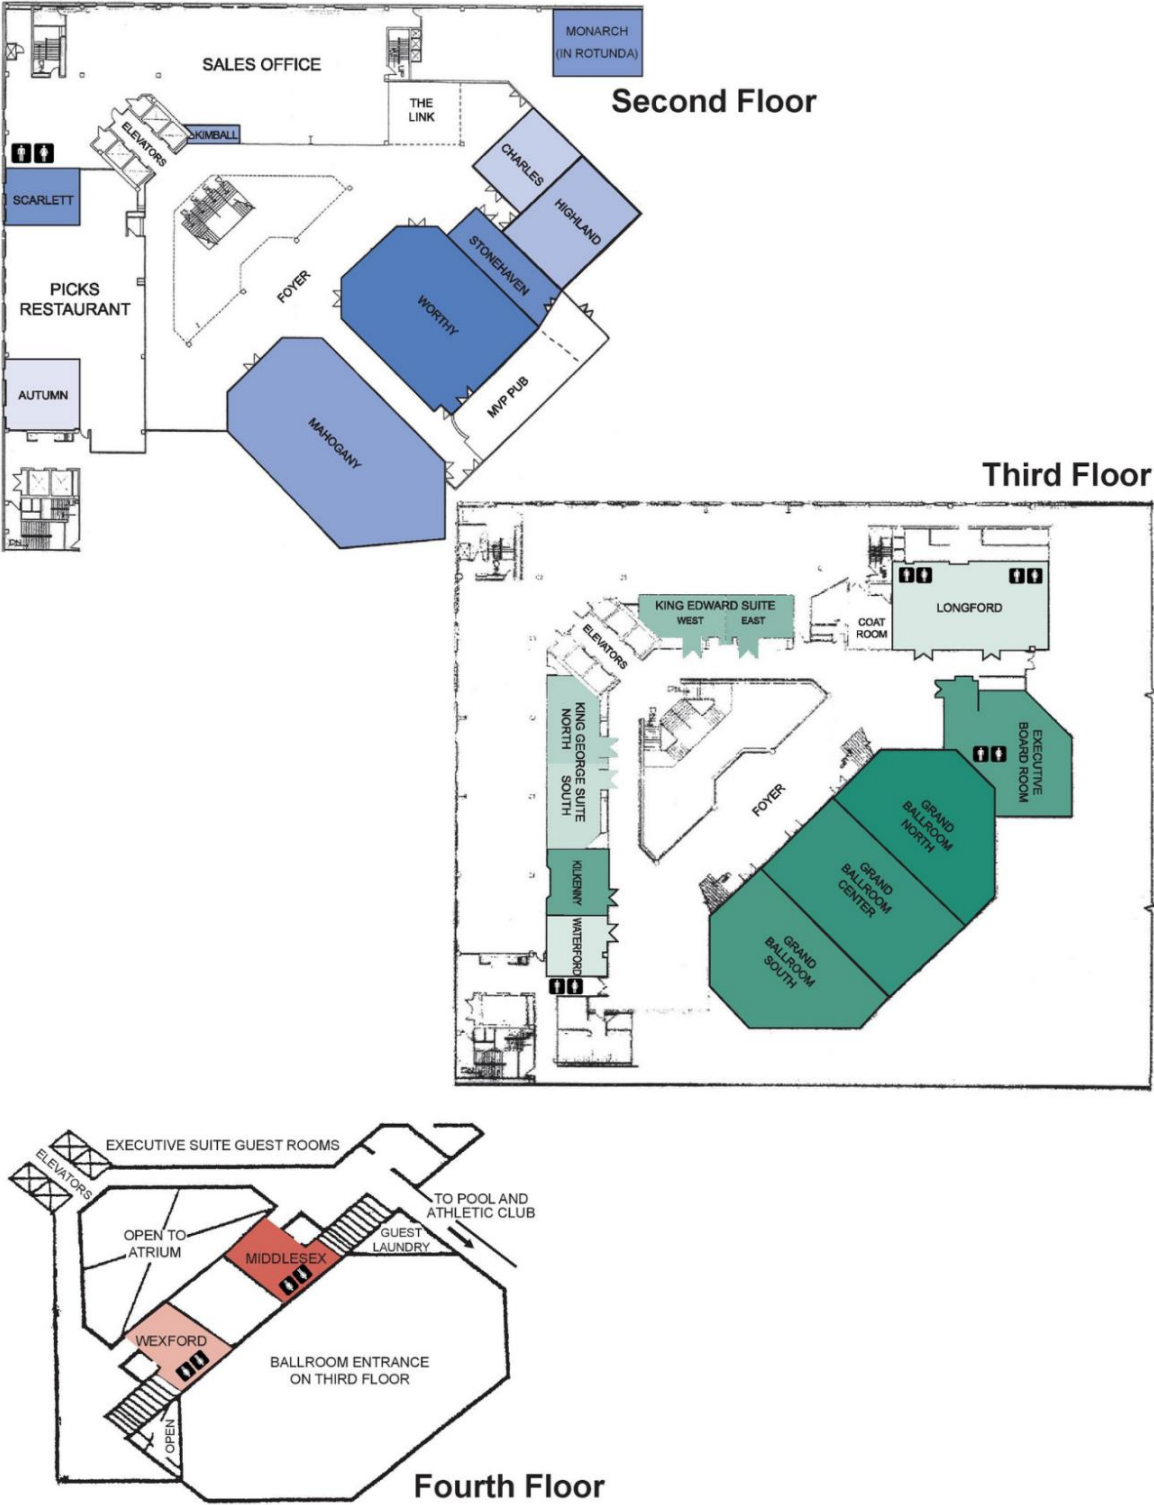 MONARCH
(IN ROTUNDA)
SALES OFFICE
Second Floor
THE
LINK
UP
ELEVATORS
KIMBALL
CHARLES
SCARLETT
HIGHLAND
STONEHAVEN
PICKS
RESTAURANT
FOYER
WORTHY
AUTUMN
MVP PUB
MAHOGANY
DN
Third Floor
KING EDWARD SUITE
WEST
EAST
LONGFORD
COAT
ROOM
ELEVATORS
KING GEORGE SUITE
NORTH
SOUTH
EXECUTIVE
BOARD ROOM
FOYER
GRAND
BALLROOM
NORTH
GRAND
BALLROOM
CENTER
KILKENNY
WATERFORD
GRAND
BALLROOM
SOUTH
EXECUTIVE SUITE GUEST ROOMS
ELEVATORS
TO POOL AND
ATHLETIC CLUB
OPEN TO
ATRIUM
GUEST
LAUNDRY
MIDDLESEX
WEXFORD
BALLROOM ENTRANCE
ON THIRD FLOOR
OPEN
Fourth Floor